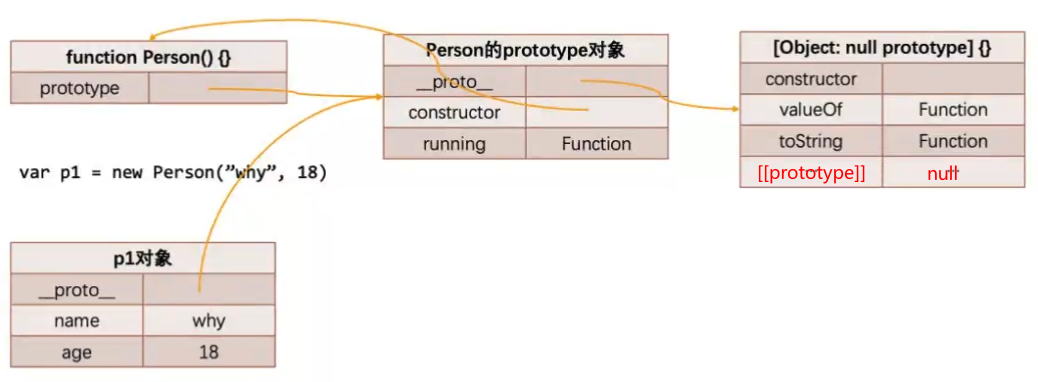 function Person() {}
prototype
Person的prototype对象
__proto__
constructor
running Function
[Object: null prototype] {}
constructor
valueOf Function
toString Function
[[prototype]] null
var p1 = new Person(”why”, 18)
p1对象
__proto__
name why
age 18